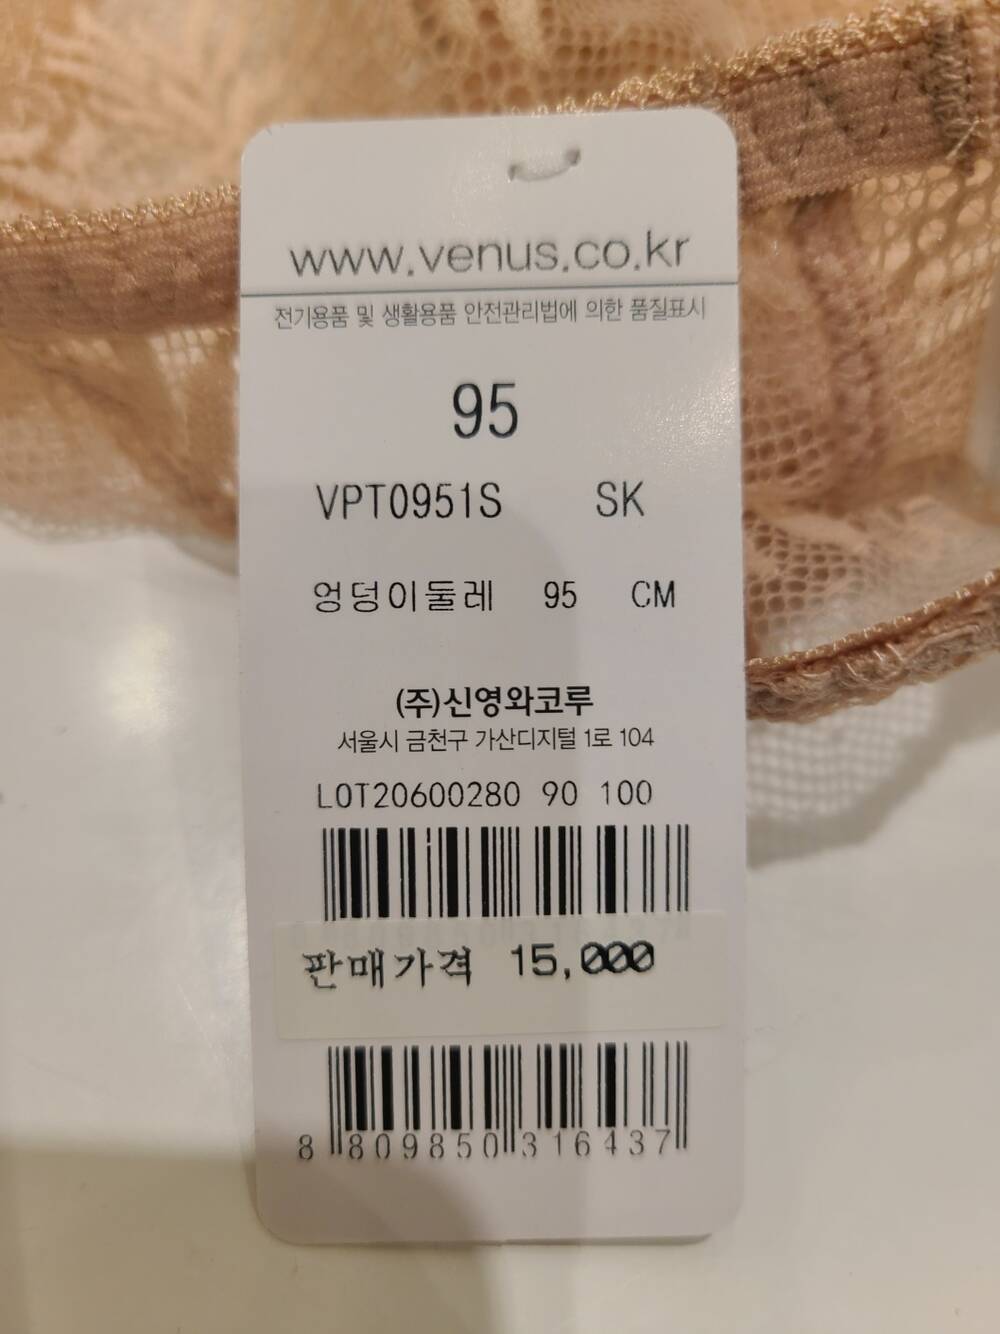 www.venus.co.kr
전기용품 및 생활용품 안전관리법에 의한 품질표시
95
VPT0951S SK
엉덩이둘레 95 CM
(주)신영와코루
서울시 금천구 가산디지털 1로 104
LOT20600280 90 100
판매가격 15,000
8 809850 316437